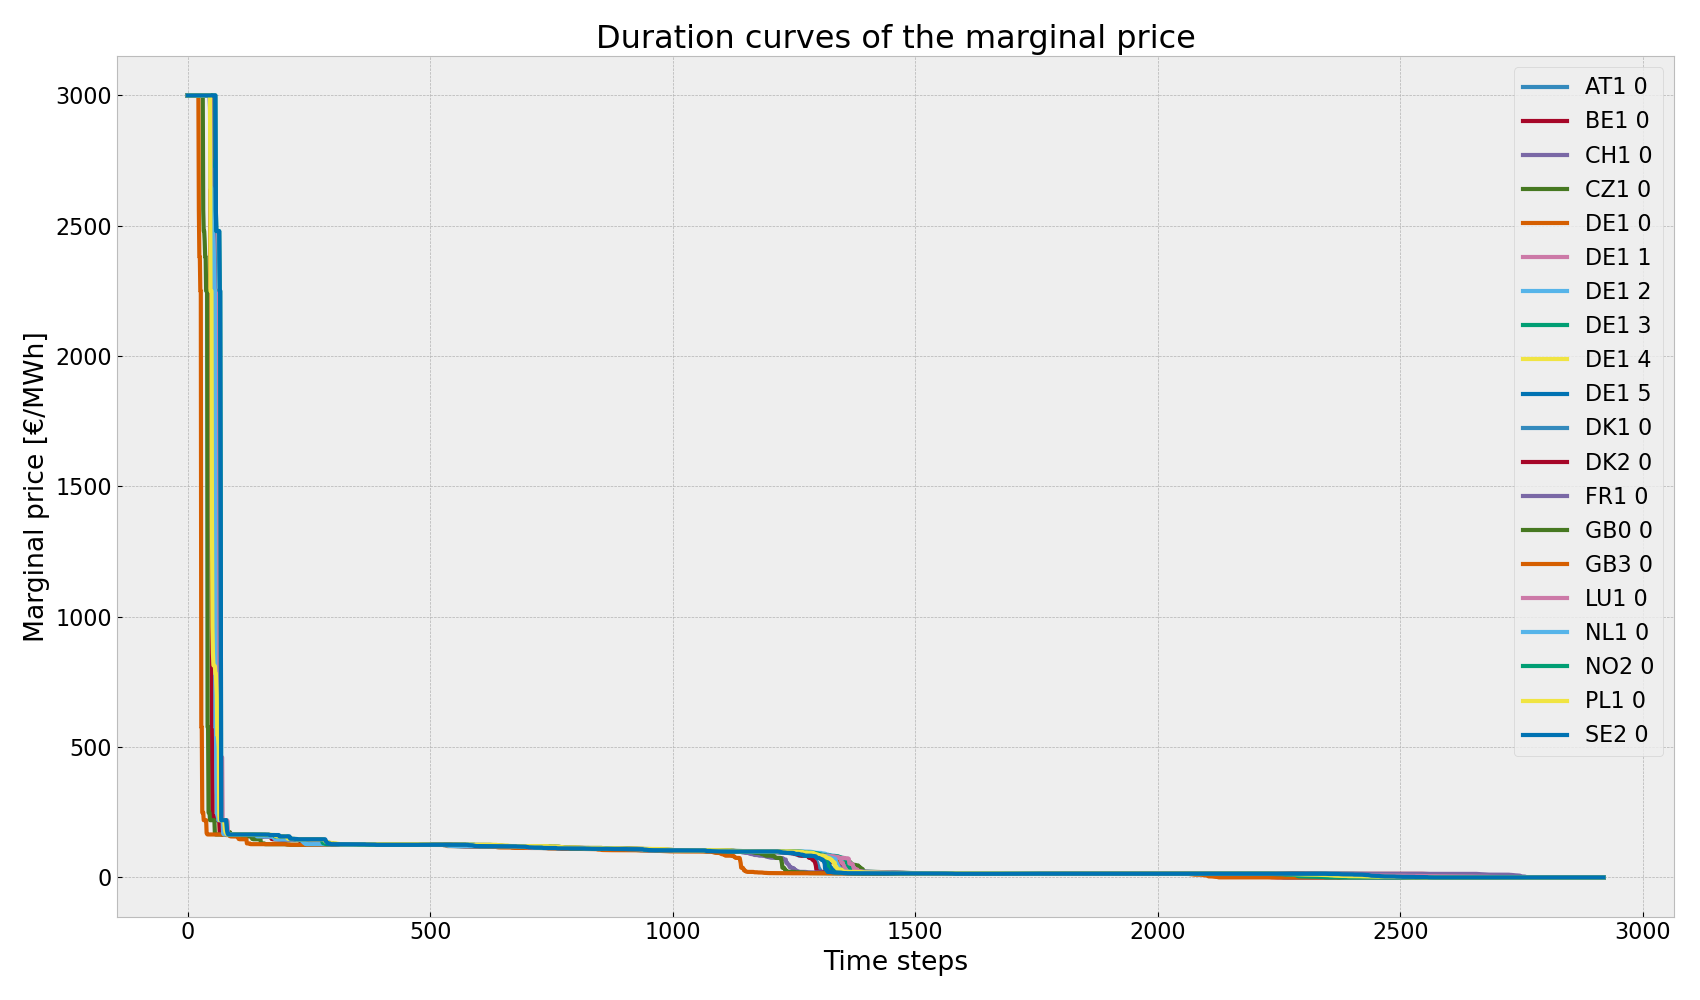 Duration curves of the marginal price
Marginal price [€/MWh]
3000
2500
2000
1500
1000
500
0
0
500
1000
1500
2000
2500
3000
Time steps
AT1 0
BE1 0
CH1 0
CZ1 0
DE1 0
DE1 1
DE1 2
DE1 3
DE1 4
DE1 5
DK1 0
DK2 0
FR1 0
GB0 0
GB3 0
LU1 0
NL1 0
NO2 0
PL1 0
SE2 0